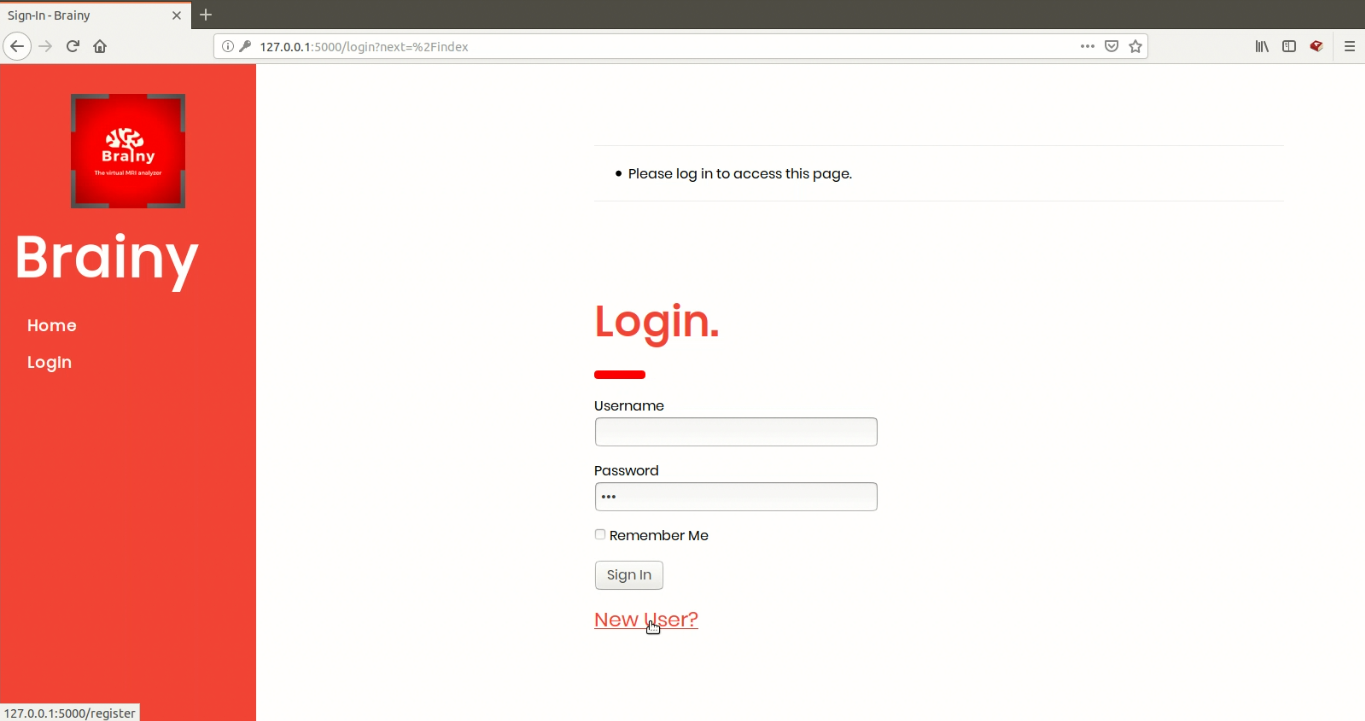 Sign-In - Brainy
127.0.0.1:5000/login?next=%2Findex
Brainy
The virtual MRI analyzer
Brainy
Home
LogIn
Please log in to access this page.
Login.
Username
Password
Remember Me
Sign In
New User?
127.0.0.1:5000/register